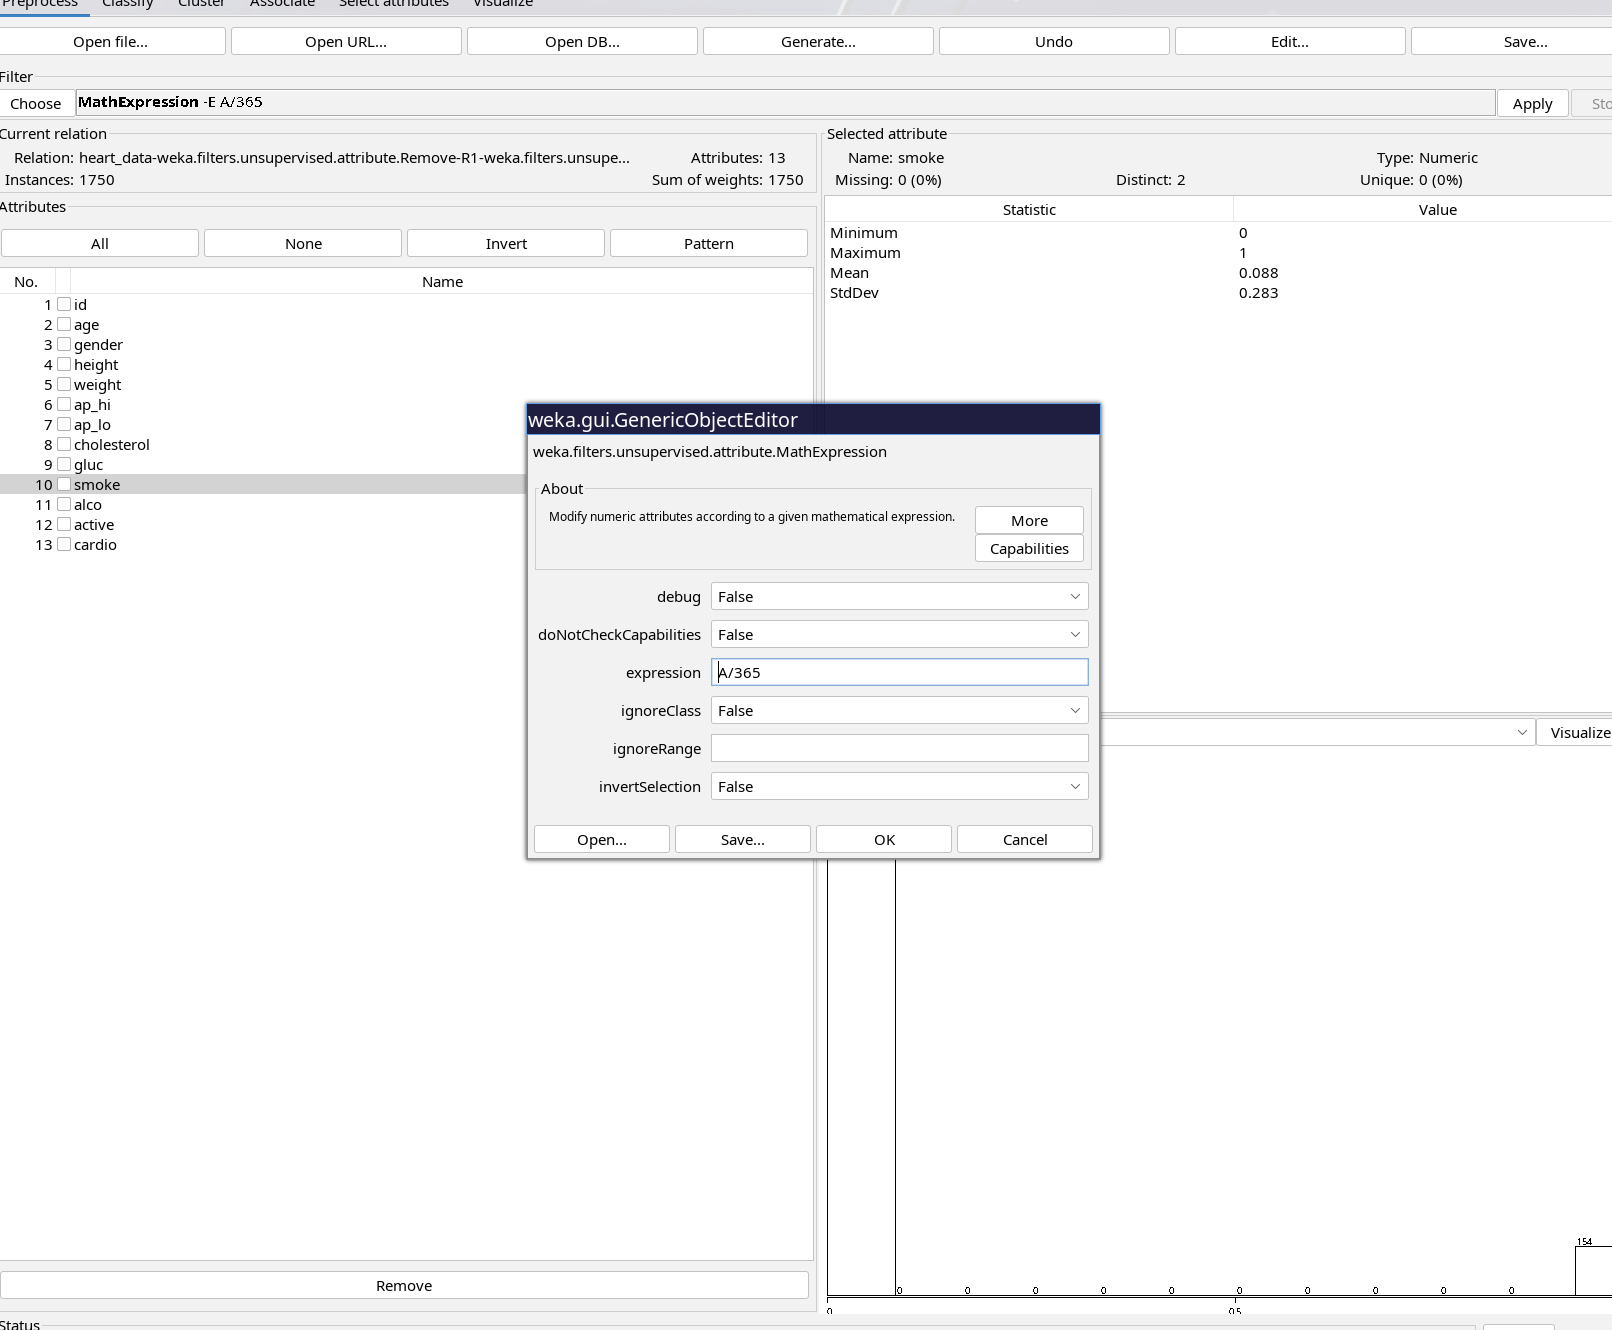 Preprocess Classify Cluster Associate Select attributes Visualize
Open file... Open URL... Open DB... Generate... Undo Edit... Save...
Filter
Choose MathExpression -E A/365 Apply
Current relation
Relation: heart_data-weka.filters.unsupervised.attribute.Remove-R1-weka.filters.unsupe... Attributes: 13
Instances: 1750 Sum of weights: 1750
Selected attribute
Name: smoke Type: Numeric
Missing: 0 (0%) Distinct: 2 Unique: 0 (0%)
Statistic Value
Minimum 0
Maximum 1
Mean 0.088
StdDev 0.283
Attributes
All None Invert Pattern
No. Name
1 id
2 age
3 gender
4 height
5 weight
6 ap_hi
7 ap_lo
8 cholesterol
9 gluc
10 smoke
11 alco
12 active
13 cardio
weka.gui.GenericObjectEditor
weka.filters.unsupervised.attribute.MathExpression
About
Modify numeric attributes according to a given mathematical expression.
More
Capabilities
debug False
doNotCheckCapabilities False
expression A/365
ignoreClass False
ignoreRange
invertSelection False
Open... Save... OK Cancel
Visualize
154
0 0 0 0 0 0 0 0 0 0
0 0.5
Remove
Status